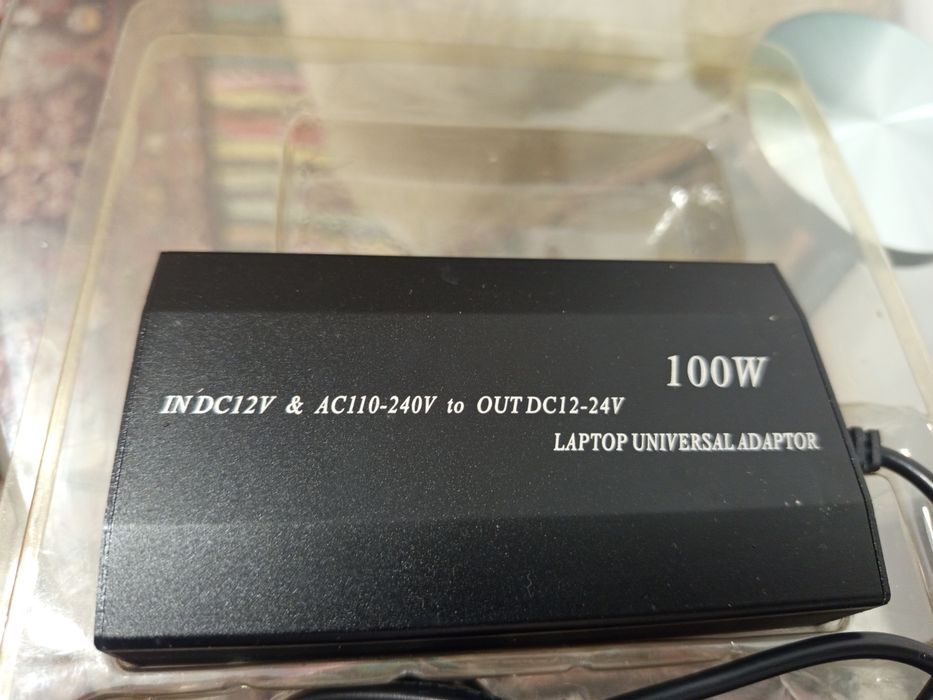 100W
IN DC12V & AC110-240V to OUT DC12-24V
LAPTOP UNIVERSAL ADAPTOR